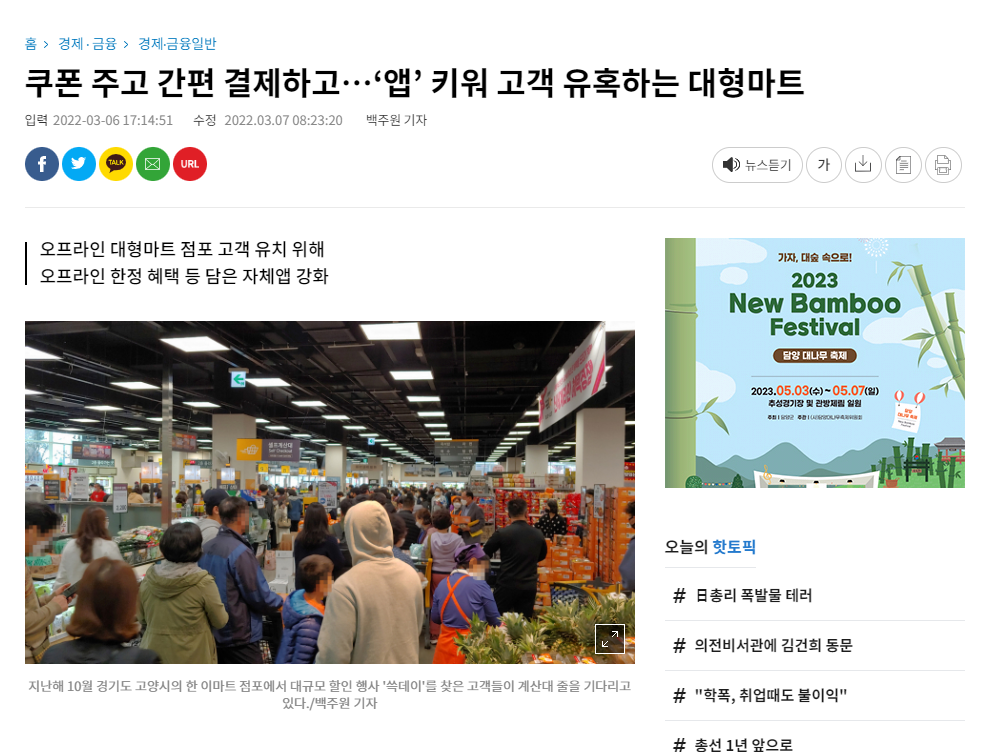 홈 > 경제 · 금융 > 경제·금융일반
쿠폰 주고 간편 결제하고…‘앱’ 키워 고객 유혹하는 대형마트
입력 2022-03-06 17:14:51 수정 2022.03.07 08:23:20 백주원 기자
TALK
URL
뉴스듣기
가
오프라인 대형마트 점포 고객 유치 위해
오프라인 한정 혜택 등 담은 자체앱 강화
지난해 10월 경기도 고양시의 한 이마트 점포에서 대규모 할인 행사 '쓱데이'를 찾은 고객들이 계산대 줄을 기다리고
있다./백주원 기자
가자, 대숲 속으로!
2023
New Bamboo
Festival
담양 대나무 축제
2023.05.03(수) ~ 05.07(일)
추성경기장 및 관방제림 일원
오늘의 핫토픽
# 日총리 폭발물 테러
# 의전비서관에 김건희 동문
# "학폭, 취업때도 불이익"
# 총선 1년 앞으로